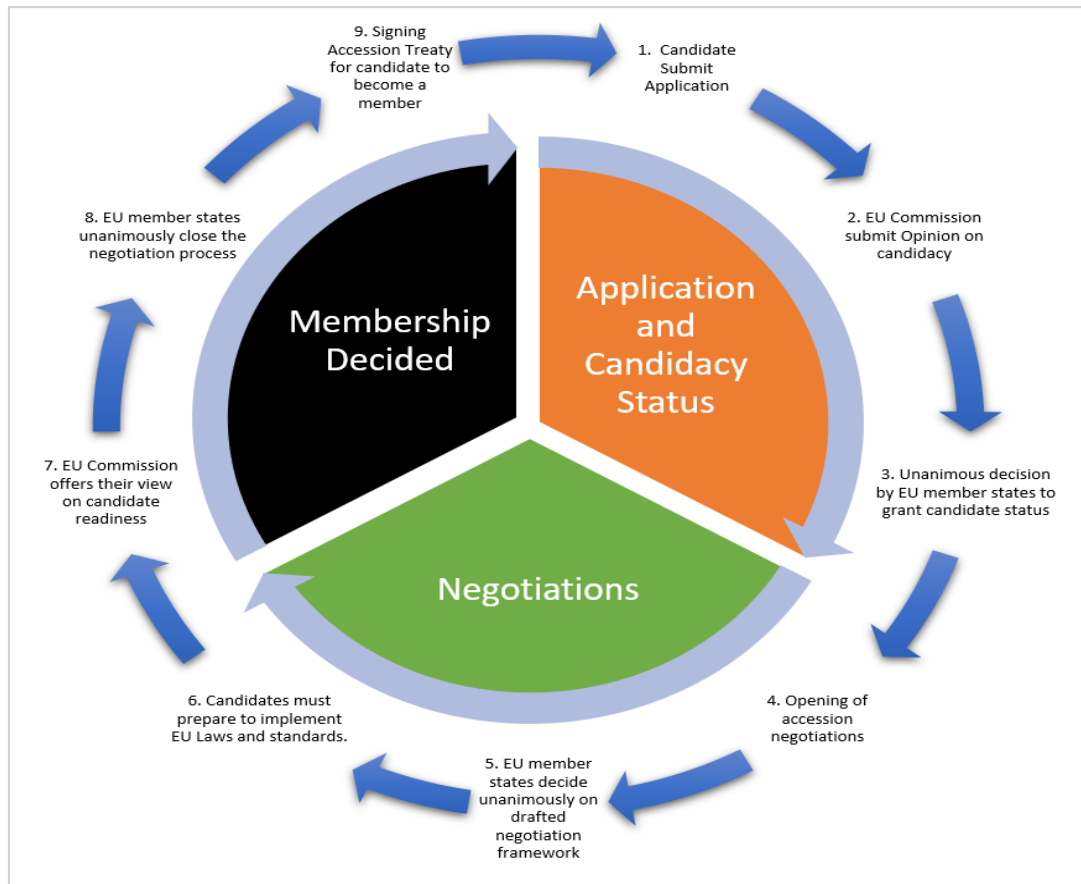 9. Signing
Accession Treaty
for candidate to
become a
member
1. Candidate
Submit
Application
2. EU Commission
submit Opinion on
candidacy
3. Unanimous decision
by EU member states to
grant candidate status
4. Opening of
accession
negotiations
5. EU member
states decide
unanimously on
drafted
negotiation
framework
6. Candidates must
prepare to implement
EU Laws and standards.
7. EU Commission
offers their view
on candidate
readiness
8. EU member states
unanimously close the
negotiation process
Membership
Decided
Application
and
Candidacy
Status
Negotiations